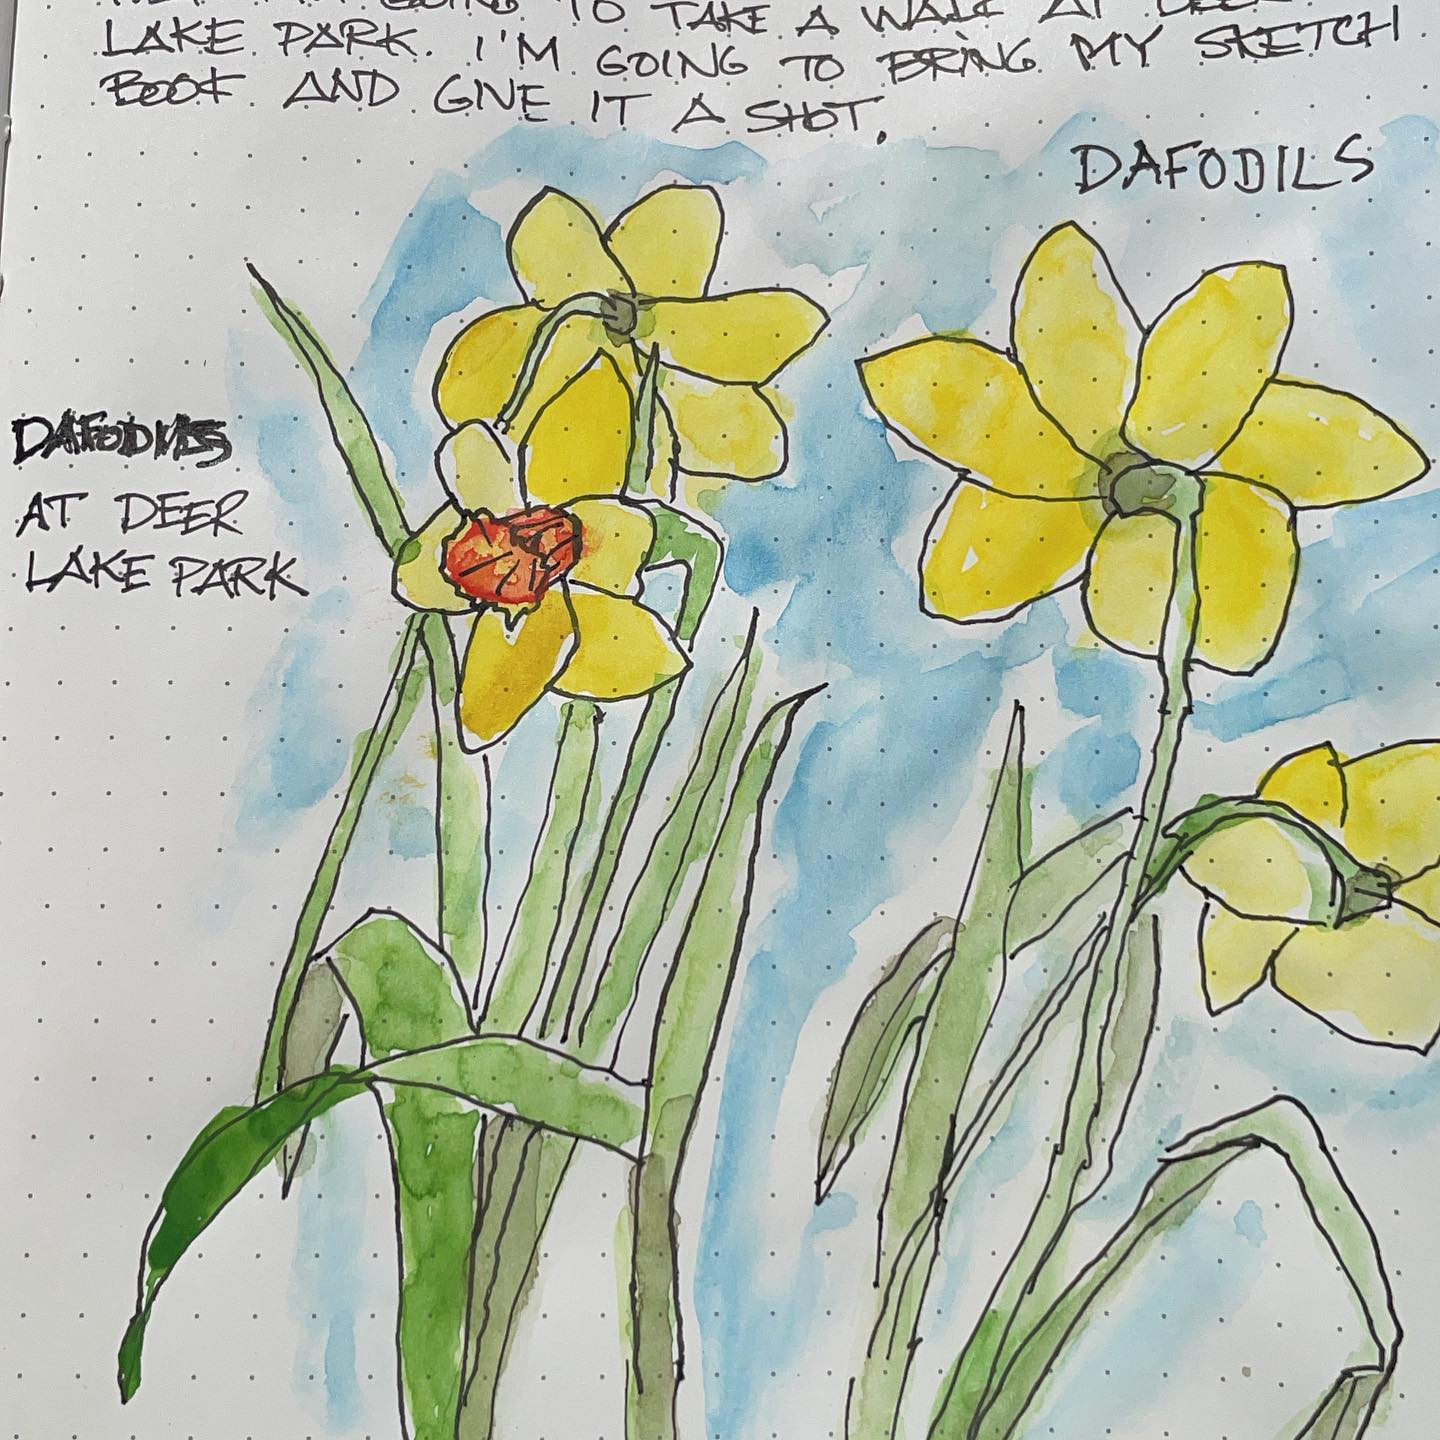 GOING TO TAKE A WALK AT DEER
LAKE PARK. I'M GOING TO BRING MY SKETCH
BOOK AND GIVE IT A SHOT.
DAFODILS
DAFODILS
AT DEER
LAKE PARK